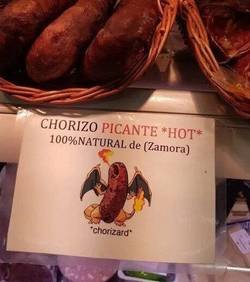 CHORIZO PICANTE *HOT*
100%NATURAL de (Zamora)
*chorizard*